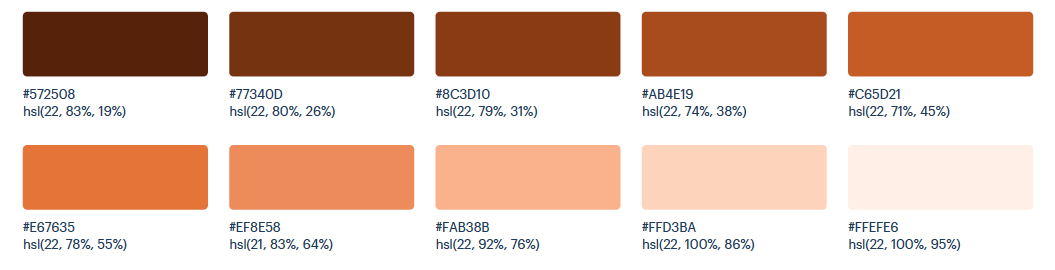 #572508
hsl(22, 83%, 19%)
#77340D
hsl(22, 80%, 26%)
#8C3D10
hsl(22, 79%, 31%)
#AB4E19
hsl(22, 74%, 38%)
#C65D21
hsl(22, 71%, 45%)
#E67635
hsl(22, 78%, 55%)
#EF8E58
hsl(21, 83%, 64%)
#FAB38B
hsl(22, 92%, 76%)
#FFD3BA
hsl(22, 100%, 86%)
#FFEFE6
hsl(22, 100%, 95%)